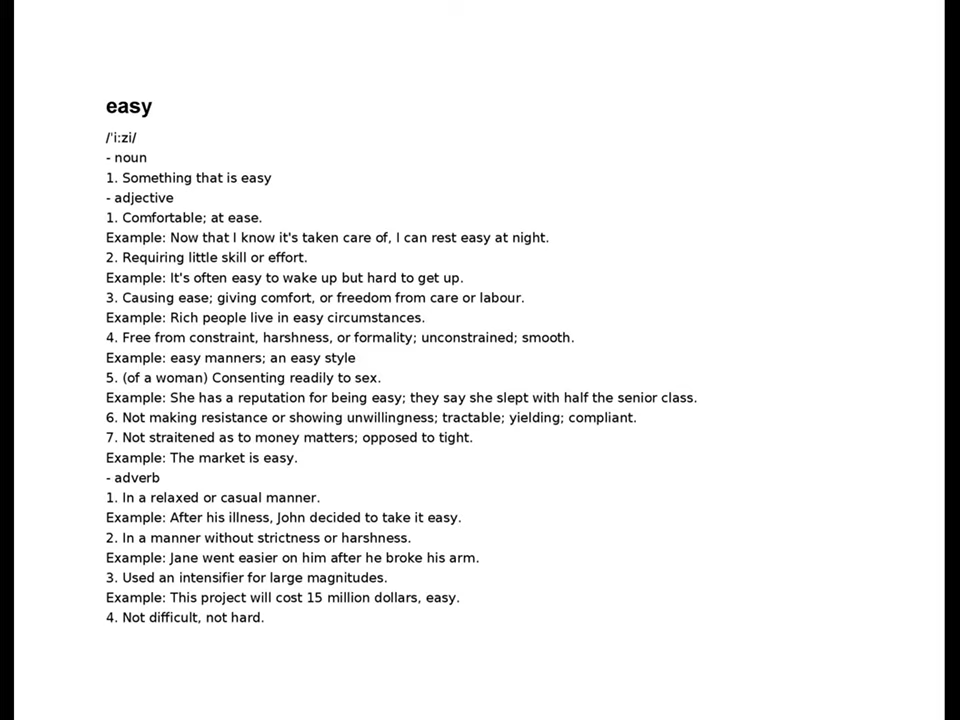 easy
/ˈiːzi/
- noun
1. Something that is easy
- adjective
1. Comfortable; at ease.
Example: Now that I know it's taken care of, I can rest easy at night.
2. Requiring little skill or effort.
Example: It's often easy to wake up but hard to get up.
3. Causing ease; giving comfort, or freedom from care or labour.
Example: Rich people live in easy circumstances.
4. Free from constraint, harshness, or formality; unconstrained; smooth.
Example: easy manners; an easy style
5. (of a woman) Consenting readily to sex.
Example: She has a reputation for being easy; they say she slept with half the senior class.
6. Not making resistance or showing unwillingness; tractable; yielding; compliant.
7. Not straitened as to money matters; opposed to tight.
Example: The market is easy.
- adverb
1. In a relaxed or casual manner.
Example: After his illness, John decided to take it easy.
2. In a manner without strictness or harshness.
Example: Jane went easier on him after he broke his arm.
3. Used an intensifier for large magnitudes.
Example: This project will cost 15 million dollars, easy.
4. Not difficult, not hard.